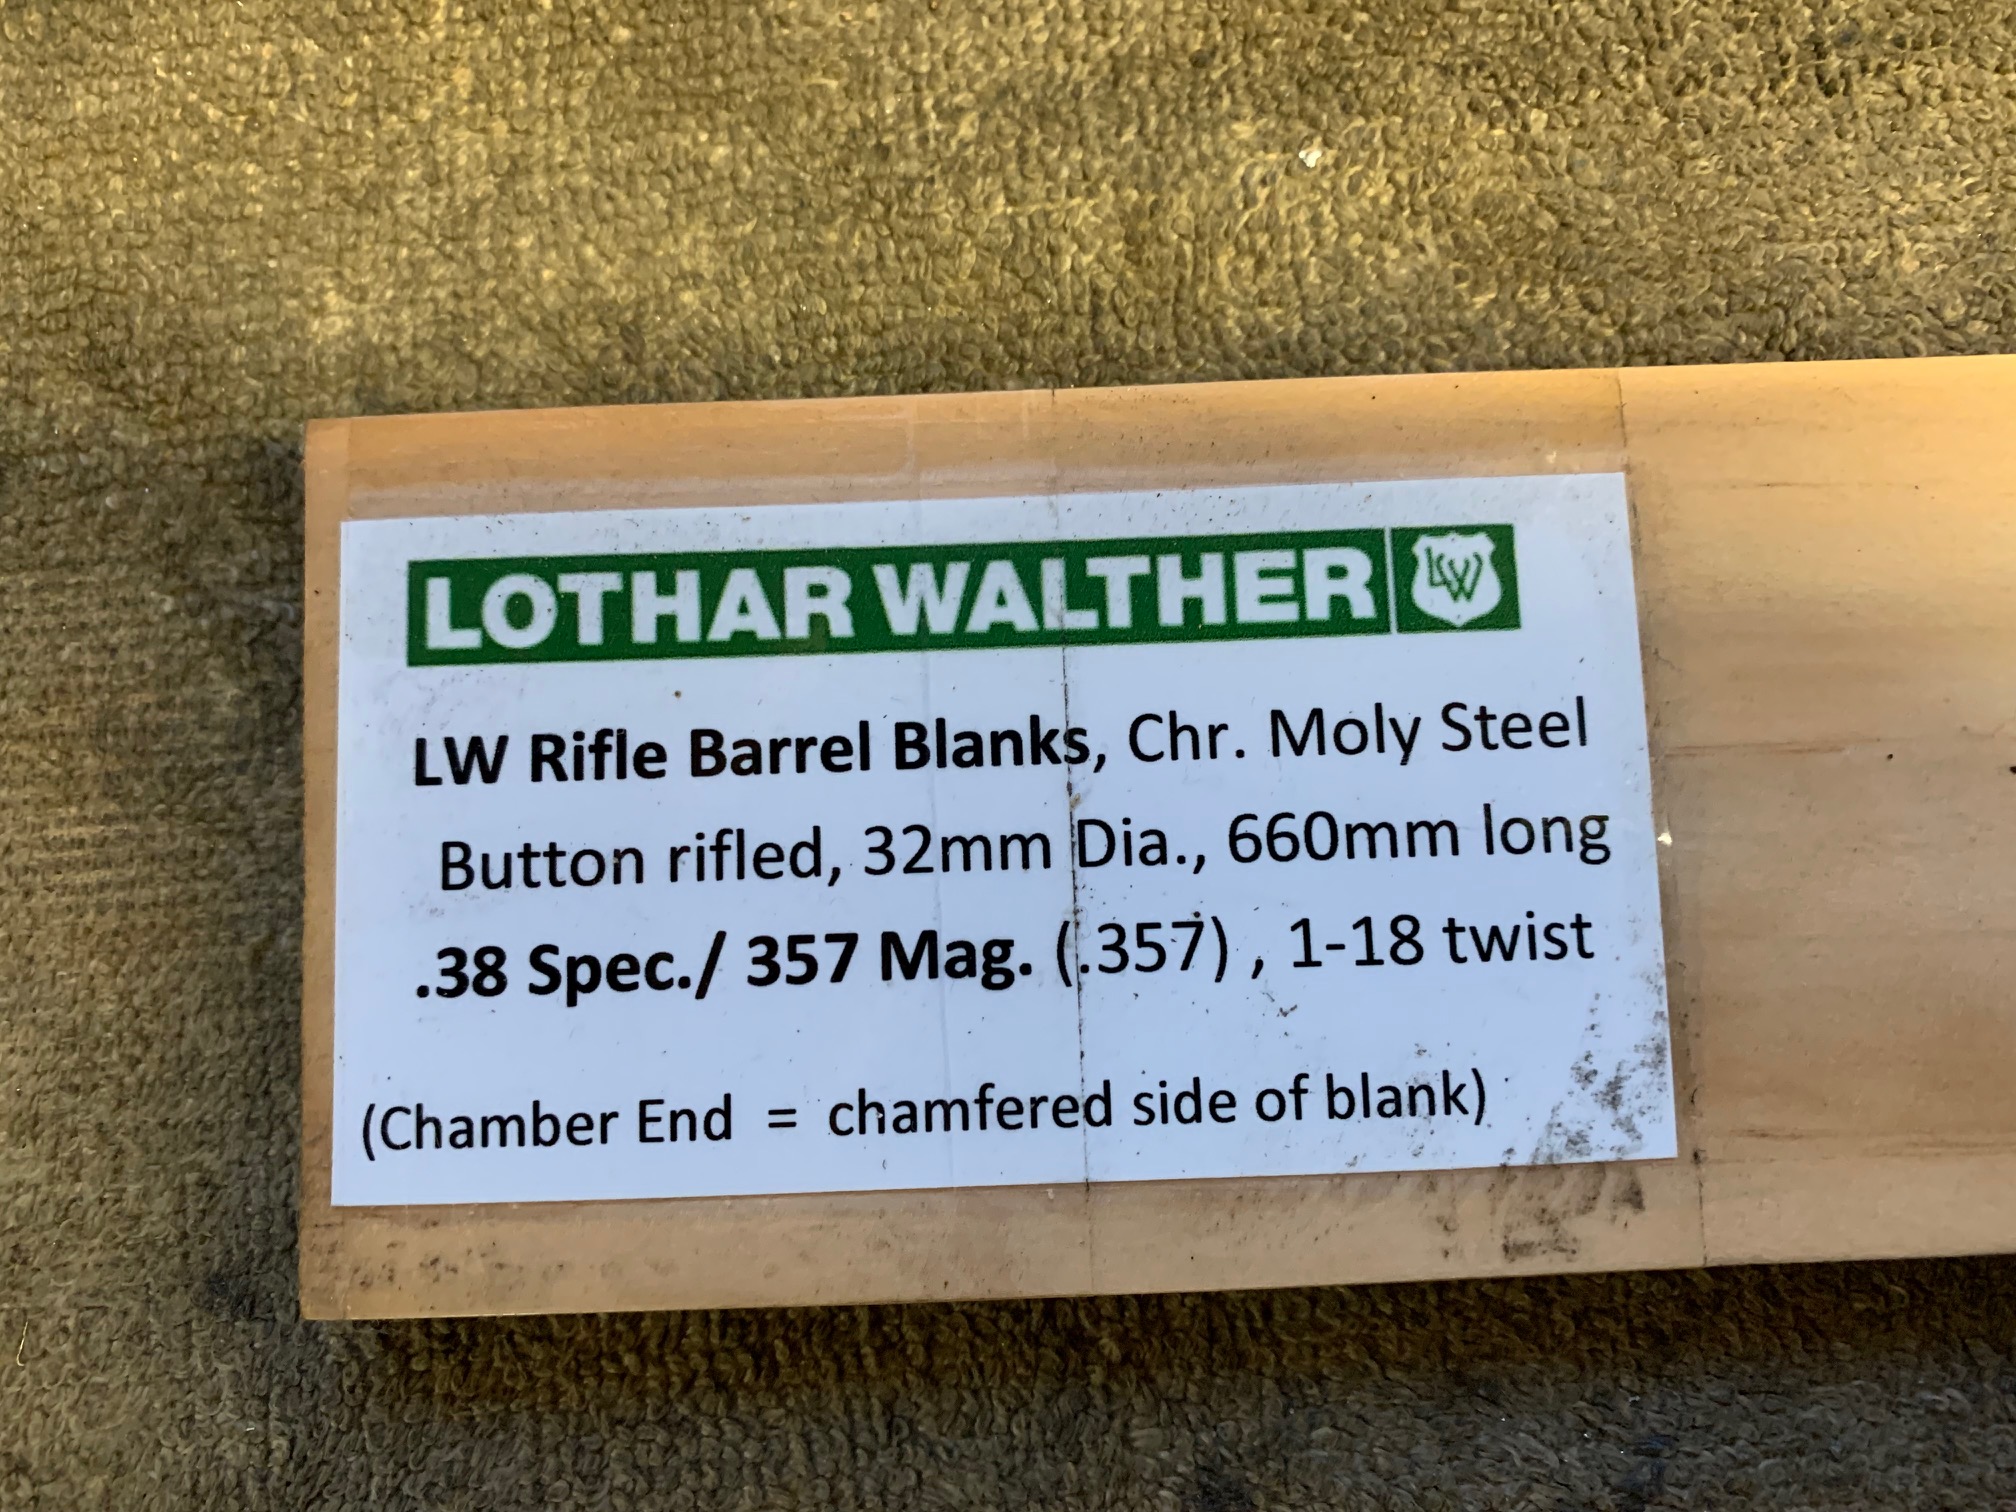 LOTHAR WALTHER LW
LW Rifle Barrel Blanks, Chr. Moly Steel
Button rifled, 32mm Dia., 660mm long
.38 Spec./ 357 Mag. (.357) , 1-18 twist
(Chamber End = chamfered side of blank)